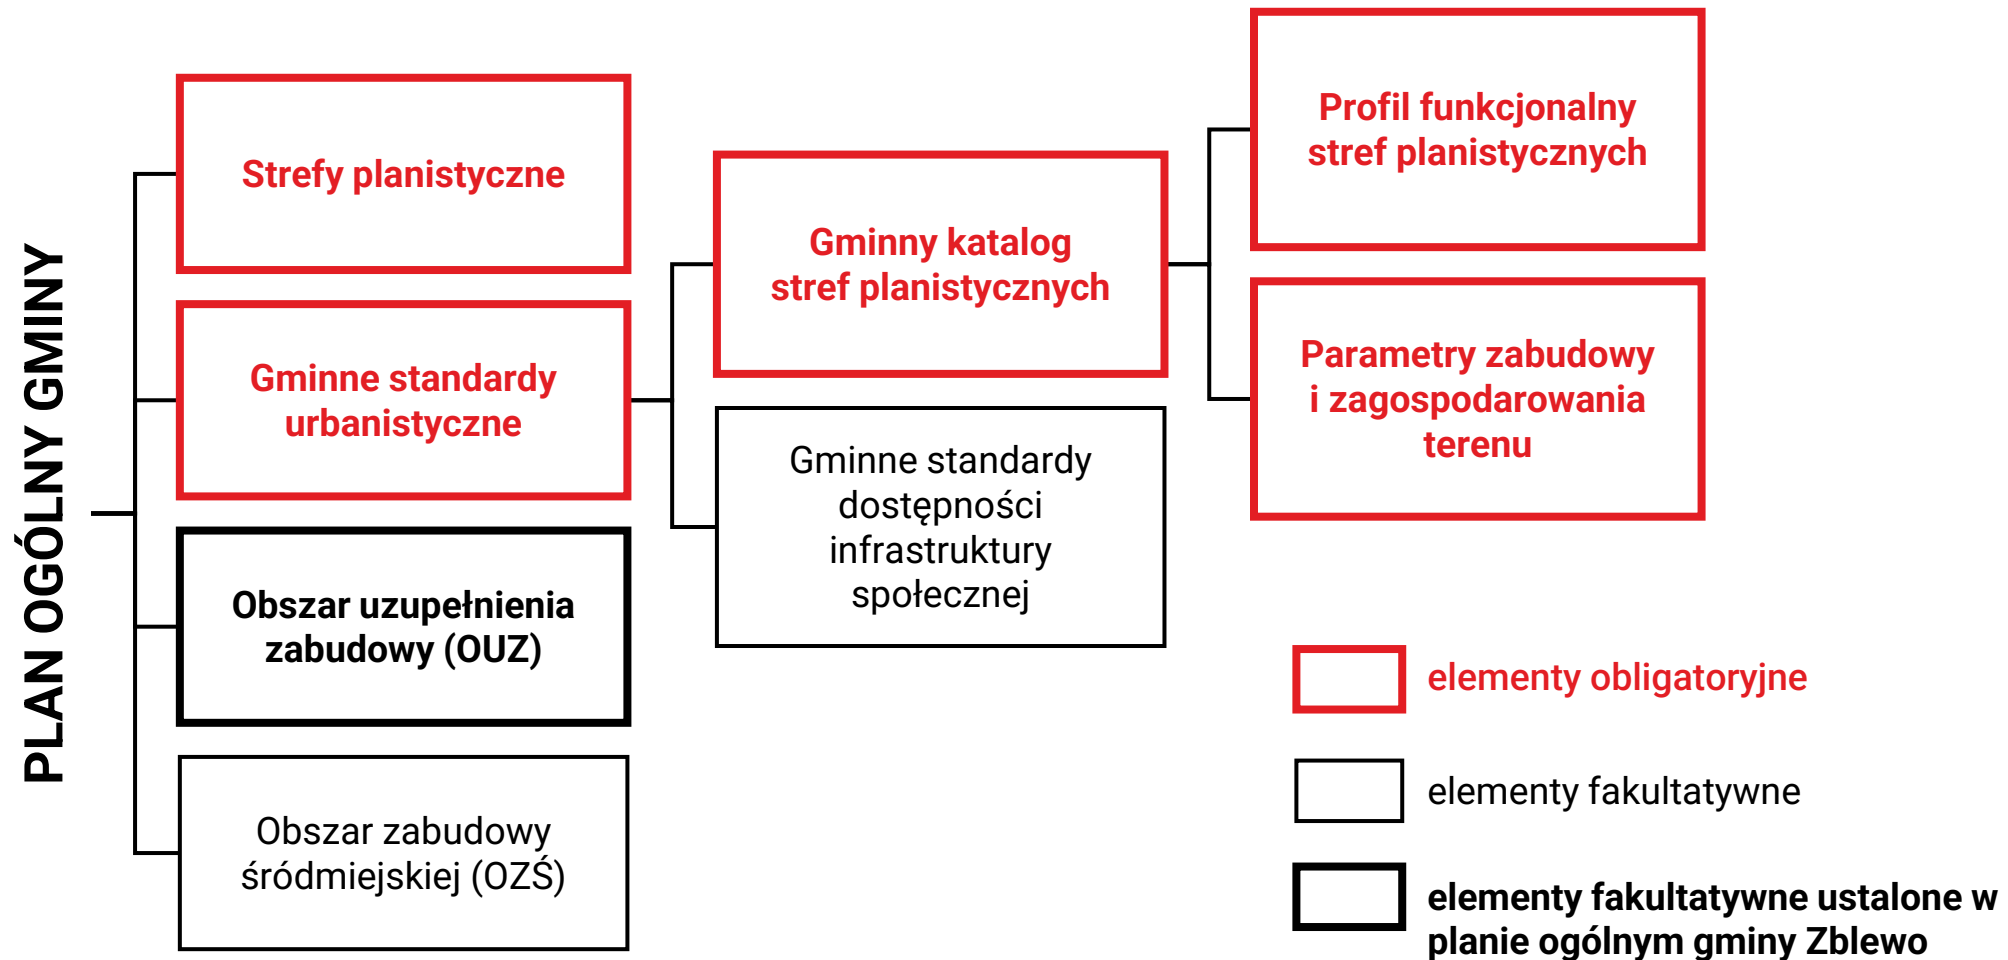 PLAN OGÓLNY GMINY
Strefy planistyczne
Gminne standardy
urbanistyczne
Obszar uzupełnienia
zabudowy (OUZ)
Obszar zabudowy
śródmiejskiej (OZŚ)
Gminny katalog
stref planistycznych
Gminne standardy
dostępności
infrastruktury
społecznej
Profil funkcjonalny
stref planistycznych
Parametry zabudowy
i zagospodarowania
terenu
elementy obligatoryjne
elementy fakultatywne
elementy fakultatywne ustalone w
planie ogólnym gminy Zblewo